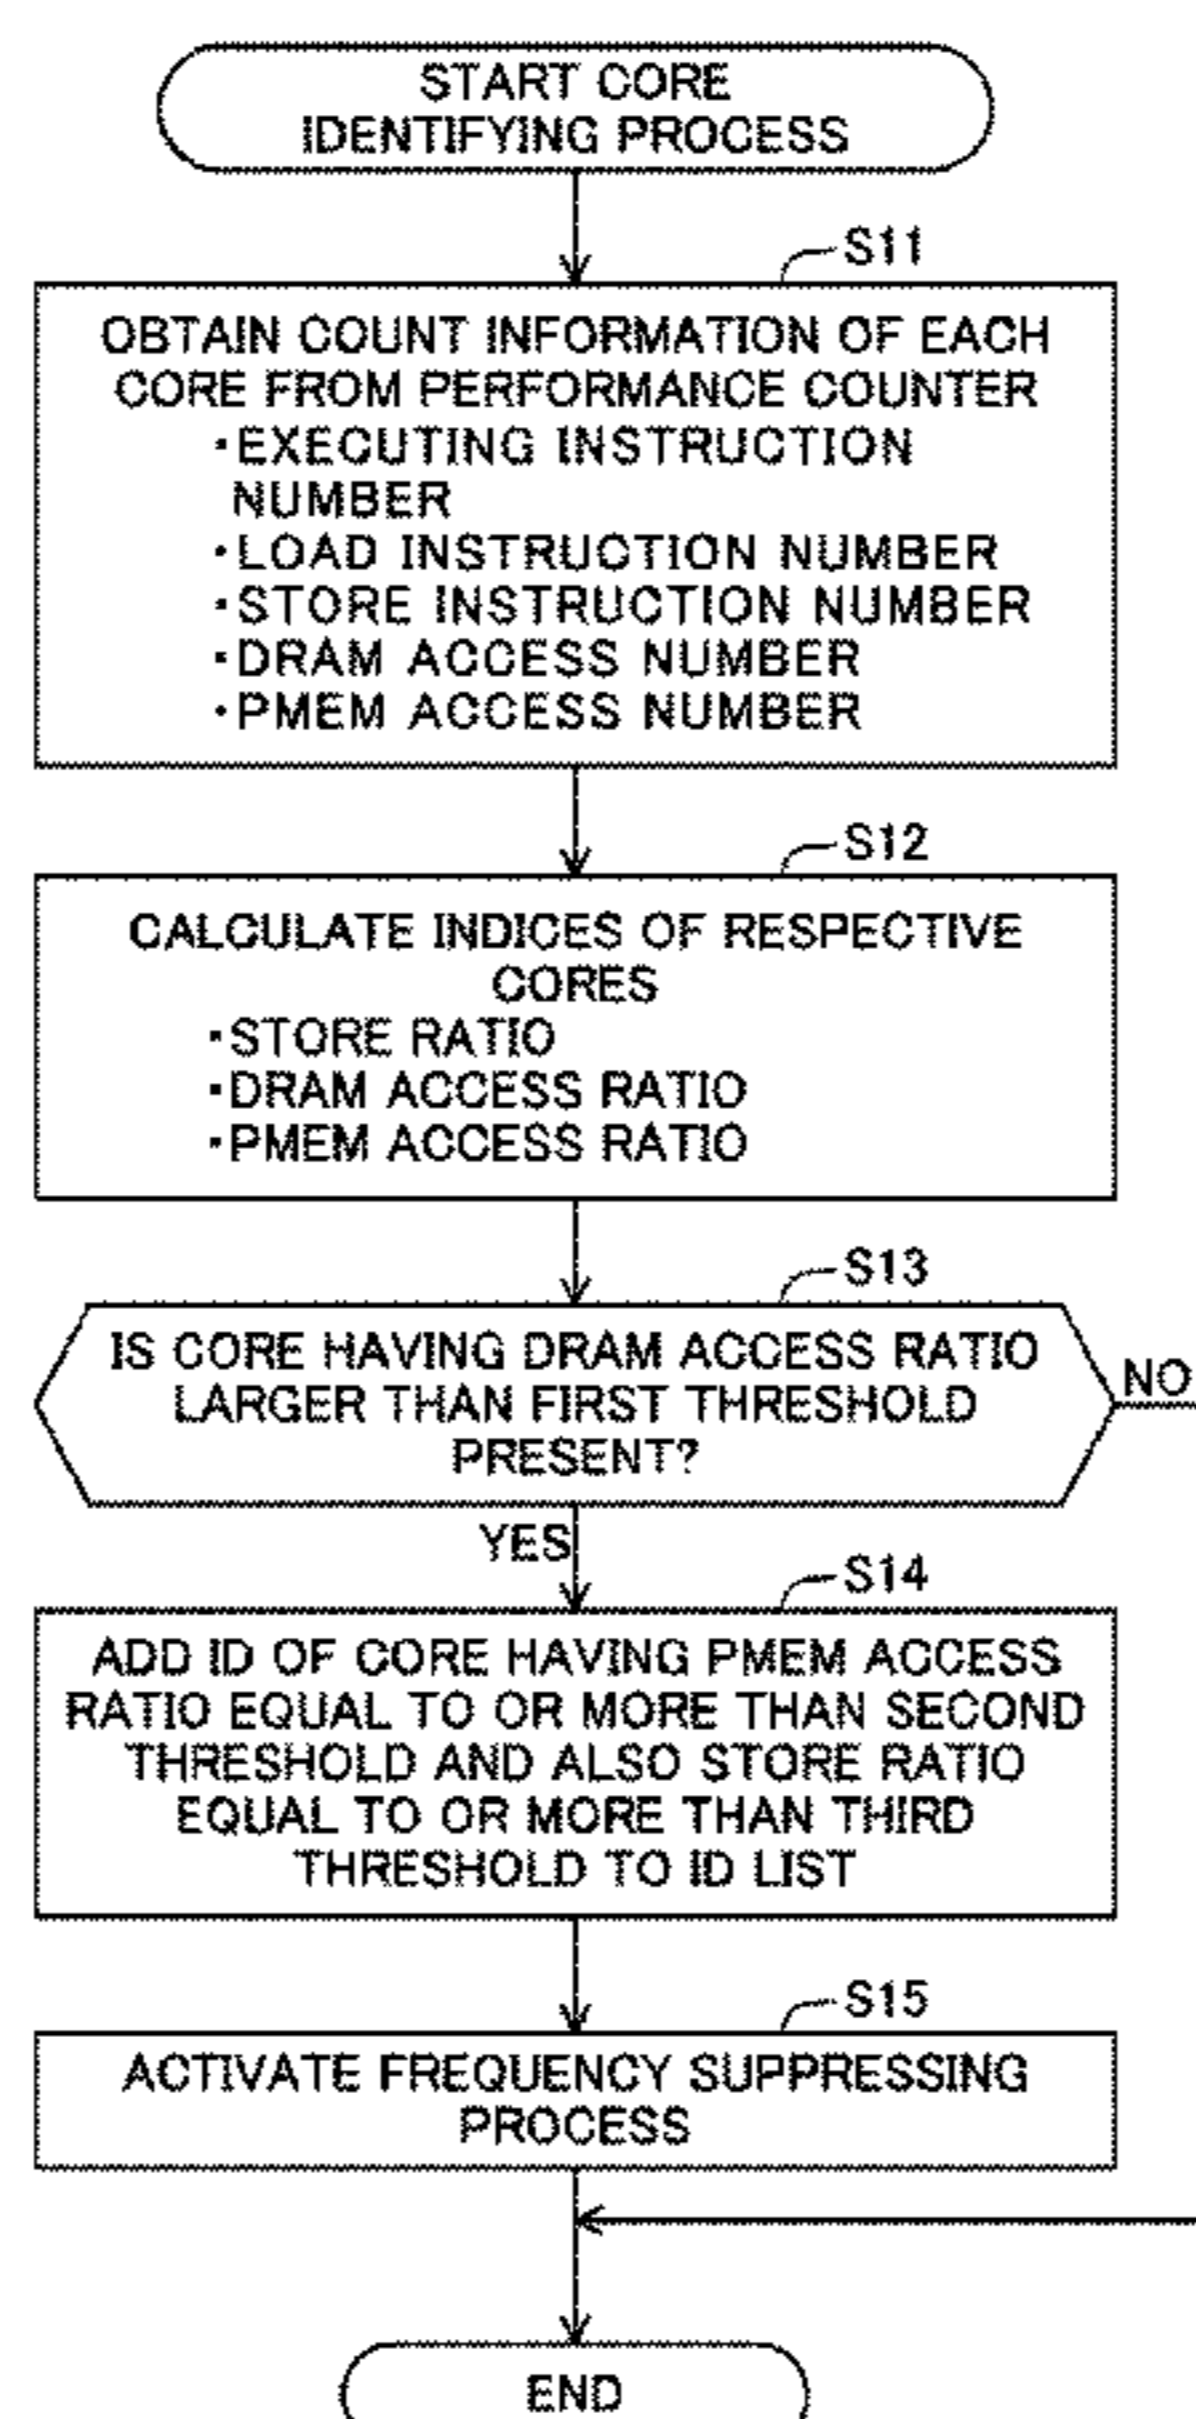 START CORE
IDENTIFYING PROCESS
S11
OBTAIN COUNT INFORMATION OF EACH
CORE FROM PERFORMANCE COUNTER
・EXECUTING INSTRUCTION
NUMBER
・LOAD INSTRUCTION NUMBER
・STORE INSTRUCTION NUMBER
・DRAM ACCESS NUMBER
・PMEM ACCESS NUMBER
S12
CALCULATE INDICES OF RESPECTIVE
CORES
・STORE RATIO
・DRAM ACCESS RATIO
・PMEM ACCESS RATIO
S13
IS CORE HAVING DRAM ACCESS RATIO
LARGER THAN FIRST THRESHOLD
PRESENT?
NO
YES
S14
ADD ID OF CORE HAVING PMEM ACCESS
RATIO EQUAL TO OR MORE THAN SECOND
THRESHOLD AND ALSO STORE RATIO
EQUAL TO OR MORE THAN THIRD
THRESHOLD TO ID LIST
S15
ACTIVATE FREQUENCY SUPPRESSING
PROCESS
END